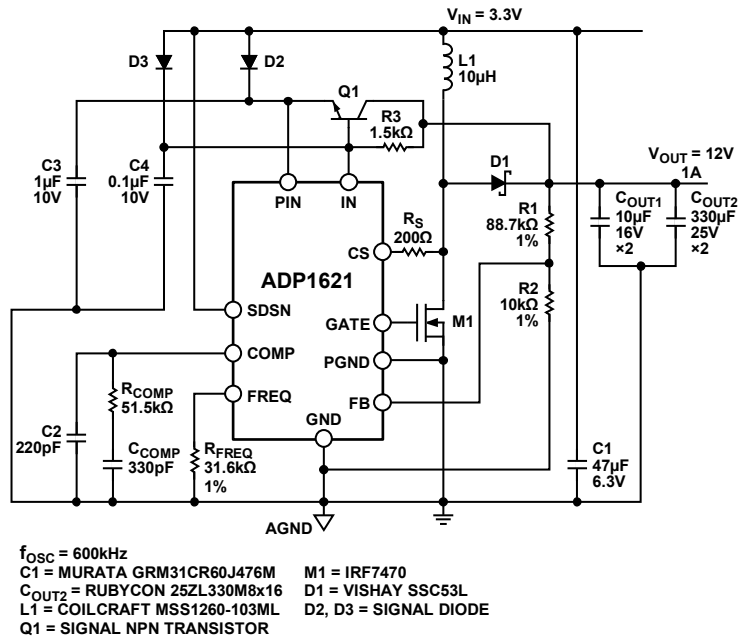 VIN = 3.3V
D3
D2
L1
10μH
Q1
R3
1.5kΩ
C3
1μF
10V
C4
0.1μF
10V
D1
VOUT = 12V
1A
PIN
IN
COUT1
10μF
16V
×2
COUT2
330μF
25V
×2
RS
200Ω
R1
88.7kΩ
1%
CS
ADP1621
R2
10kΩ
1%
SDSN
GATE
M1
COMP
PGND
FREQ
FB
RCOMP
51.5kΩ
GND
C2
220pF
CCOMP
330pF
RFREQ
31.6kΩ
1%
C1
47μF
6.3V
AGND
fOSC = 600kHz
C1 = MURATA GRM31CR60J476M
COUT2 = RUBYCON 25ZL330M8x16
L1 = COILCRAFT MSS1260-103ML
Q1 = SIGNAL NPN TRANSISTOR
M1 = IRF7470
D1 = VISHAY SSC53L
D2, D3 = SIGNAL DIODE